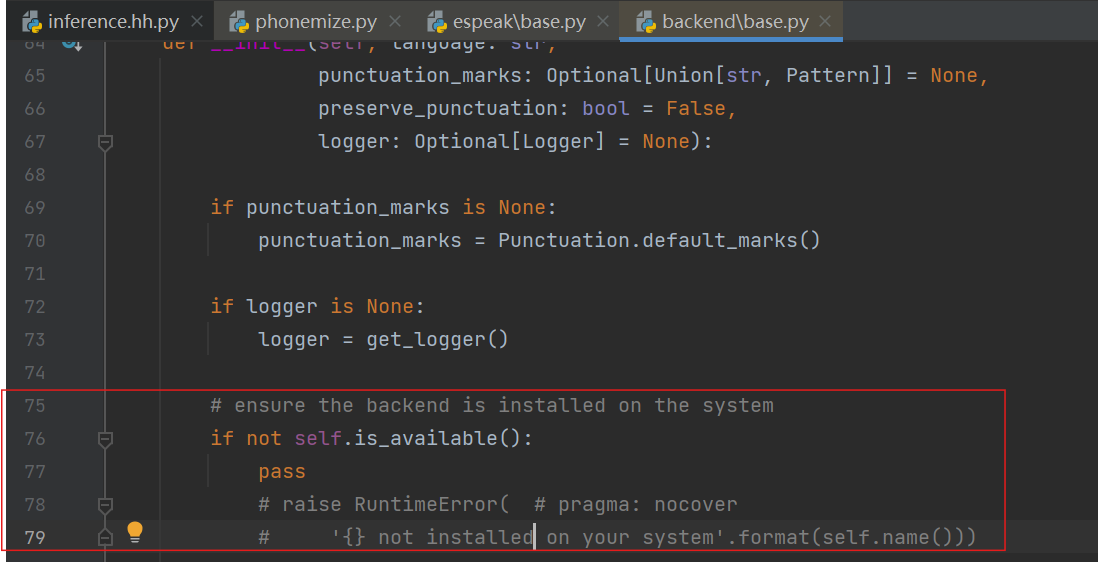 inference.hh.py
phonemize.py
espeak\base.py
backend\base.py
64 def __init__(self, language: str,
65 punctuation_marks: Optional[Union[str, Pattern]] = None,
66 preserve_punctuation: bool = False,
67 logger: Optional[Logger] = None):
68
69 if punctuation_marks is None:
70 punctuation_marks = Punctuation.default_marks()
71
72 if logger is None:
73 logger = get_logger()
74
75 # ensure the backend is installed on the system
76 if not self.is_available():
77 pass
78 # raise RuntimeError(  # pragma: nocover
79 #     '{} not installed on your system'.format(self.name()))